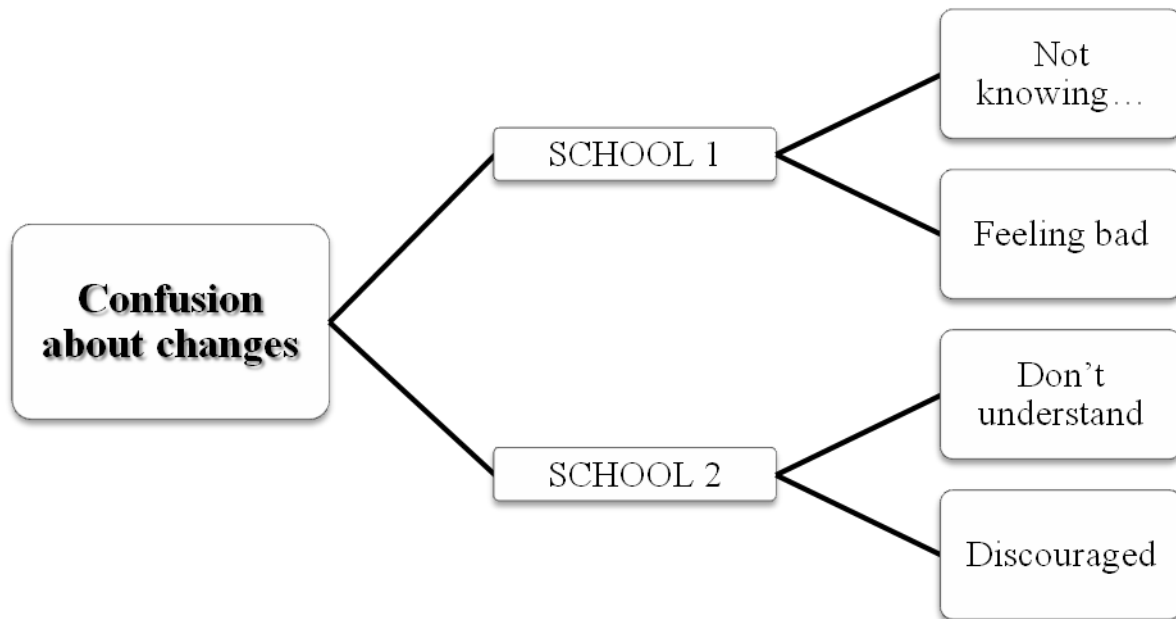 Confusion
about changes
SCHOOL 1
Not
knowing…
Feeling bad
SCHOOL 2
Don’t
understand
Discouraged